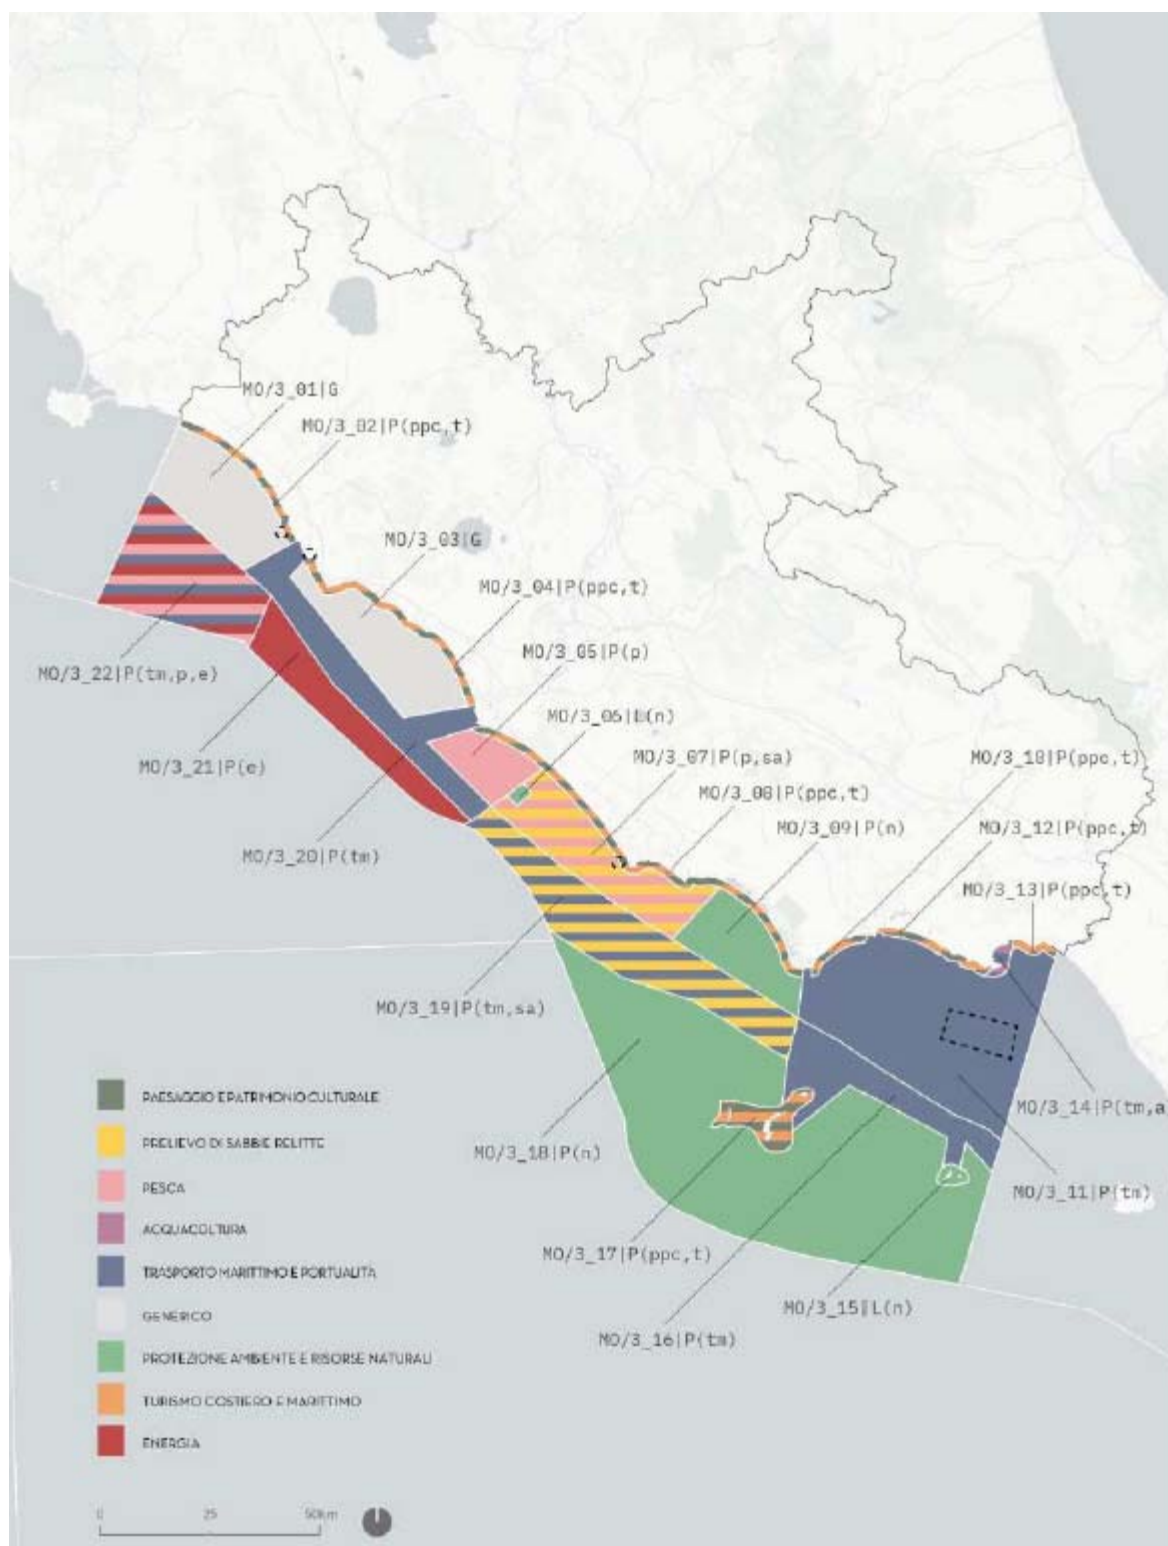 MO/3_01|G
MO/3_02|P(ppc,t)
MO/3_03|G
MO/3_04|P(ppc,t)
MO/3_05|P(p)
MO/3_07|P(p,sa)
MO/3_10|P(ppc,t)
MO/3_08|P(ppc,t)
MO/3_09|P(n)
MO/3_12|P(ppc,t)
MO/3_13|P(ppc,t)
MO/3_22|P(tm,p,e)
MO/3_21|P(e)
MO/3_20|P(tm)
MO/3_19|P(tm,sa)
MO/3_14|P(tm,a
MO/3_18|P(n)
MO/3_11|P(tm)
MO/3_17|P(ppc,t)
MO/3_15|L(n)
MO/3_16|P(tm)
PAESAGGIO E PATRIMONIO CULTURALE
PRELIEVO DI SABBIE RELITTE
PESCA
ACQUACOLTURA
TRASPORTO MARITTIMO E PORTUALITÀ
GENERICO
PROTEZIONE AMBIENTE E RISORSE NATURALI
TURISMO COSTIERO E MARITTIMO
ENERGIA
0 25 50km